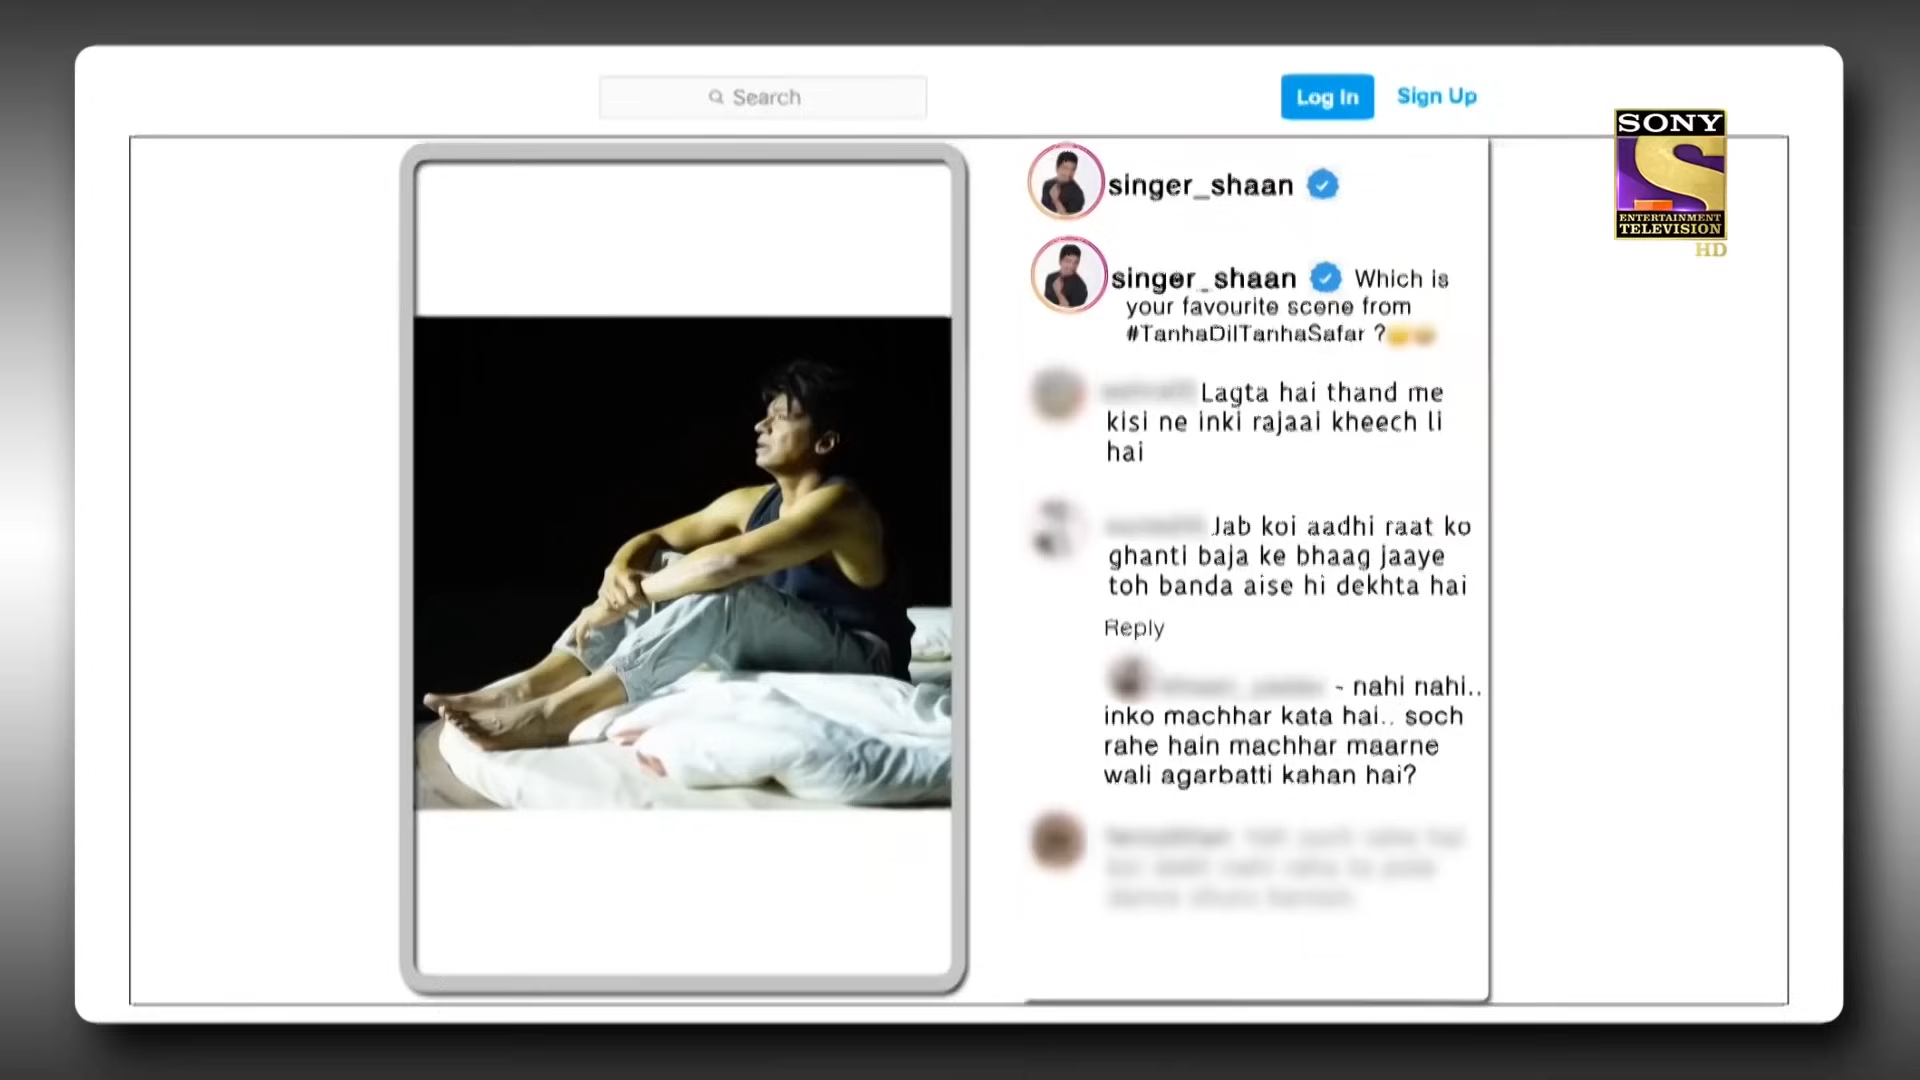 Search
Log In
Sign Up
SONY
ENTERTAINMENT
TELEVISION
HD
singer_shaan
singer_shaan Which is
your favourite scene from
#TanhaDilTanhaSafar ?
Lagta hai thand me
kisi ne inki rajaai kheech li
hai
Jab koi aadhi raat ko
ghanti baja ke bhaag jaaye
toh banda aise hi dekhta hai
Reply
- nahi nahi..
inko machhar kata hai.. soch
rahe hain machhar maarne
wali agarbatti kahan hai?